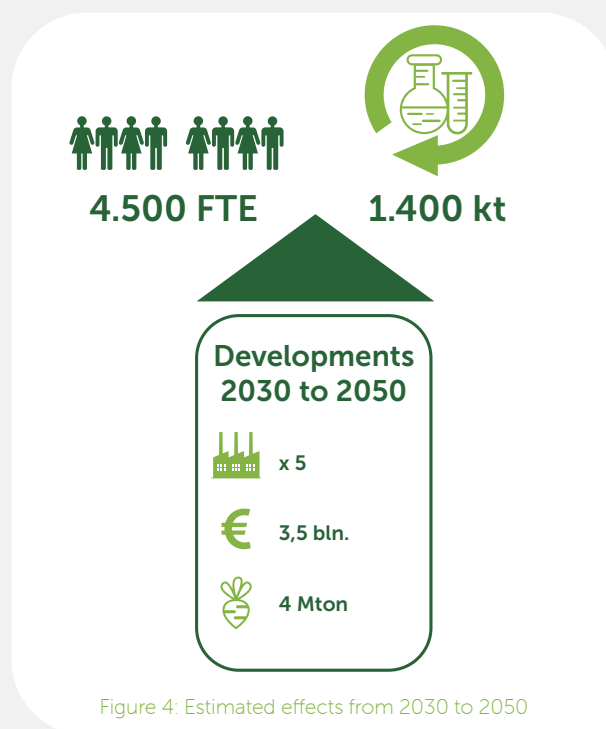 4.500 FTE
1.400 kt
Developments
2030 to 2050
x 5
€ 3,5 bln.
4 Mton
Figure 4: Estimated effects from 2030 to 2050